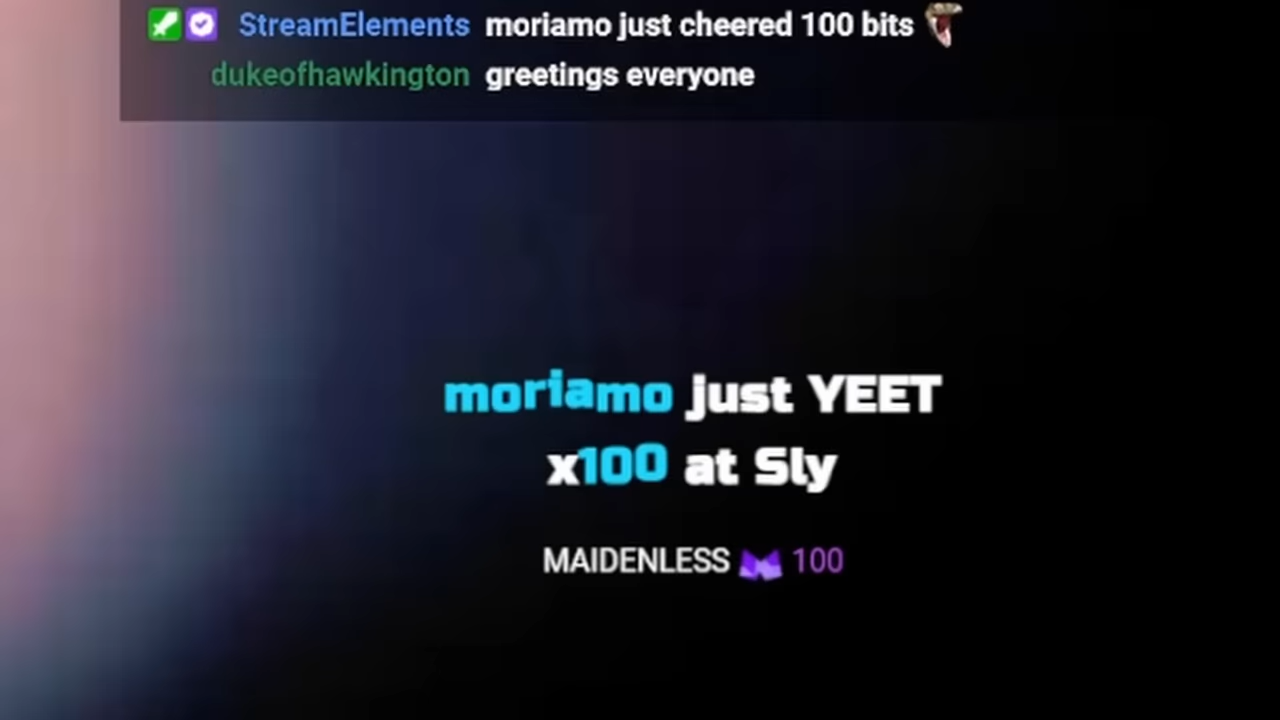 StreamElements moriamo just cheered 100 bits
dukeofhawkington greetings everyone
moriamo just YEET
x100 at Sly
MAIDENLESS 100